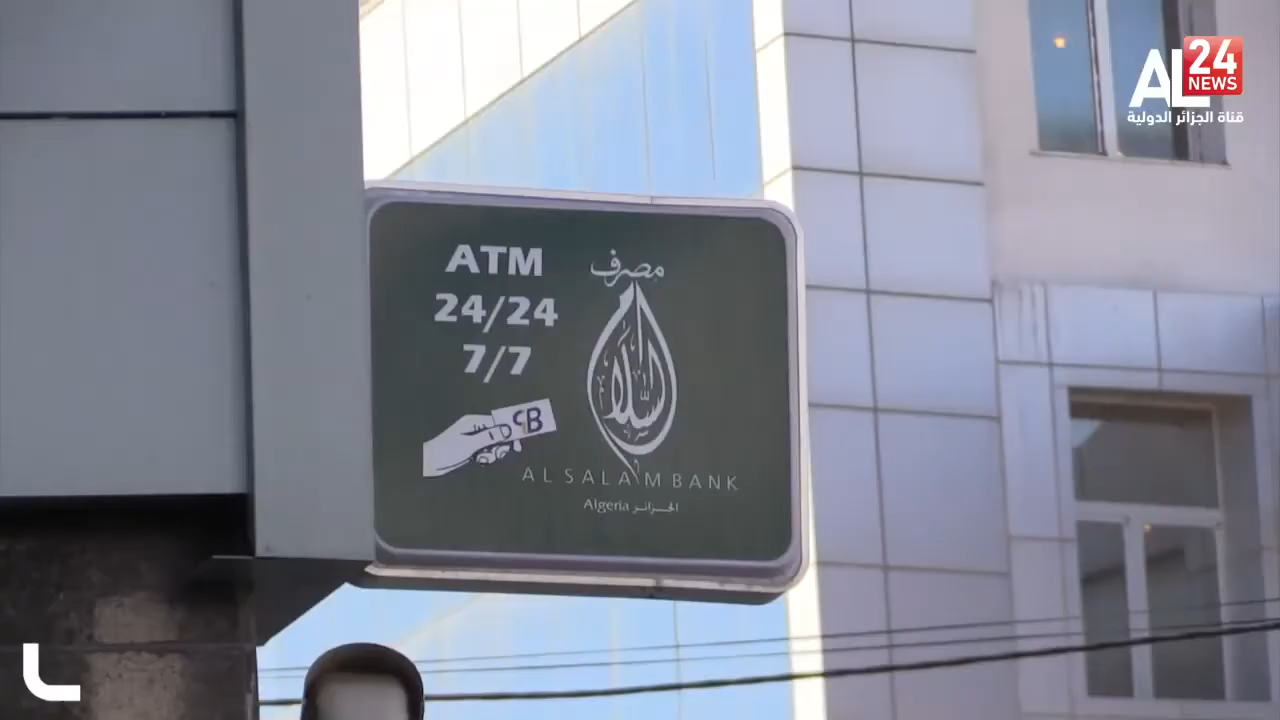 AL 24
NEWS
قناة الجزائر الدولية
ATM
24/24
7/7
CB
مصرف
السلام
AL SALAM BANK
Algeria الجزائر